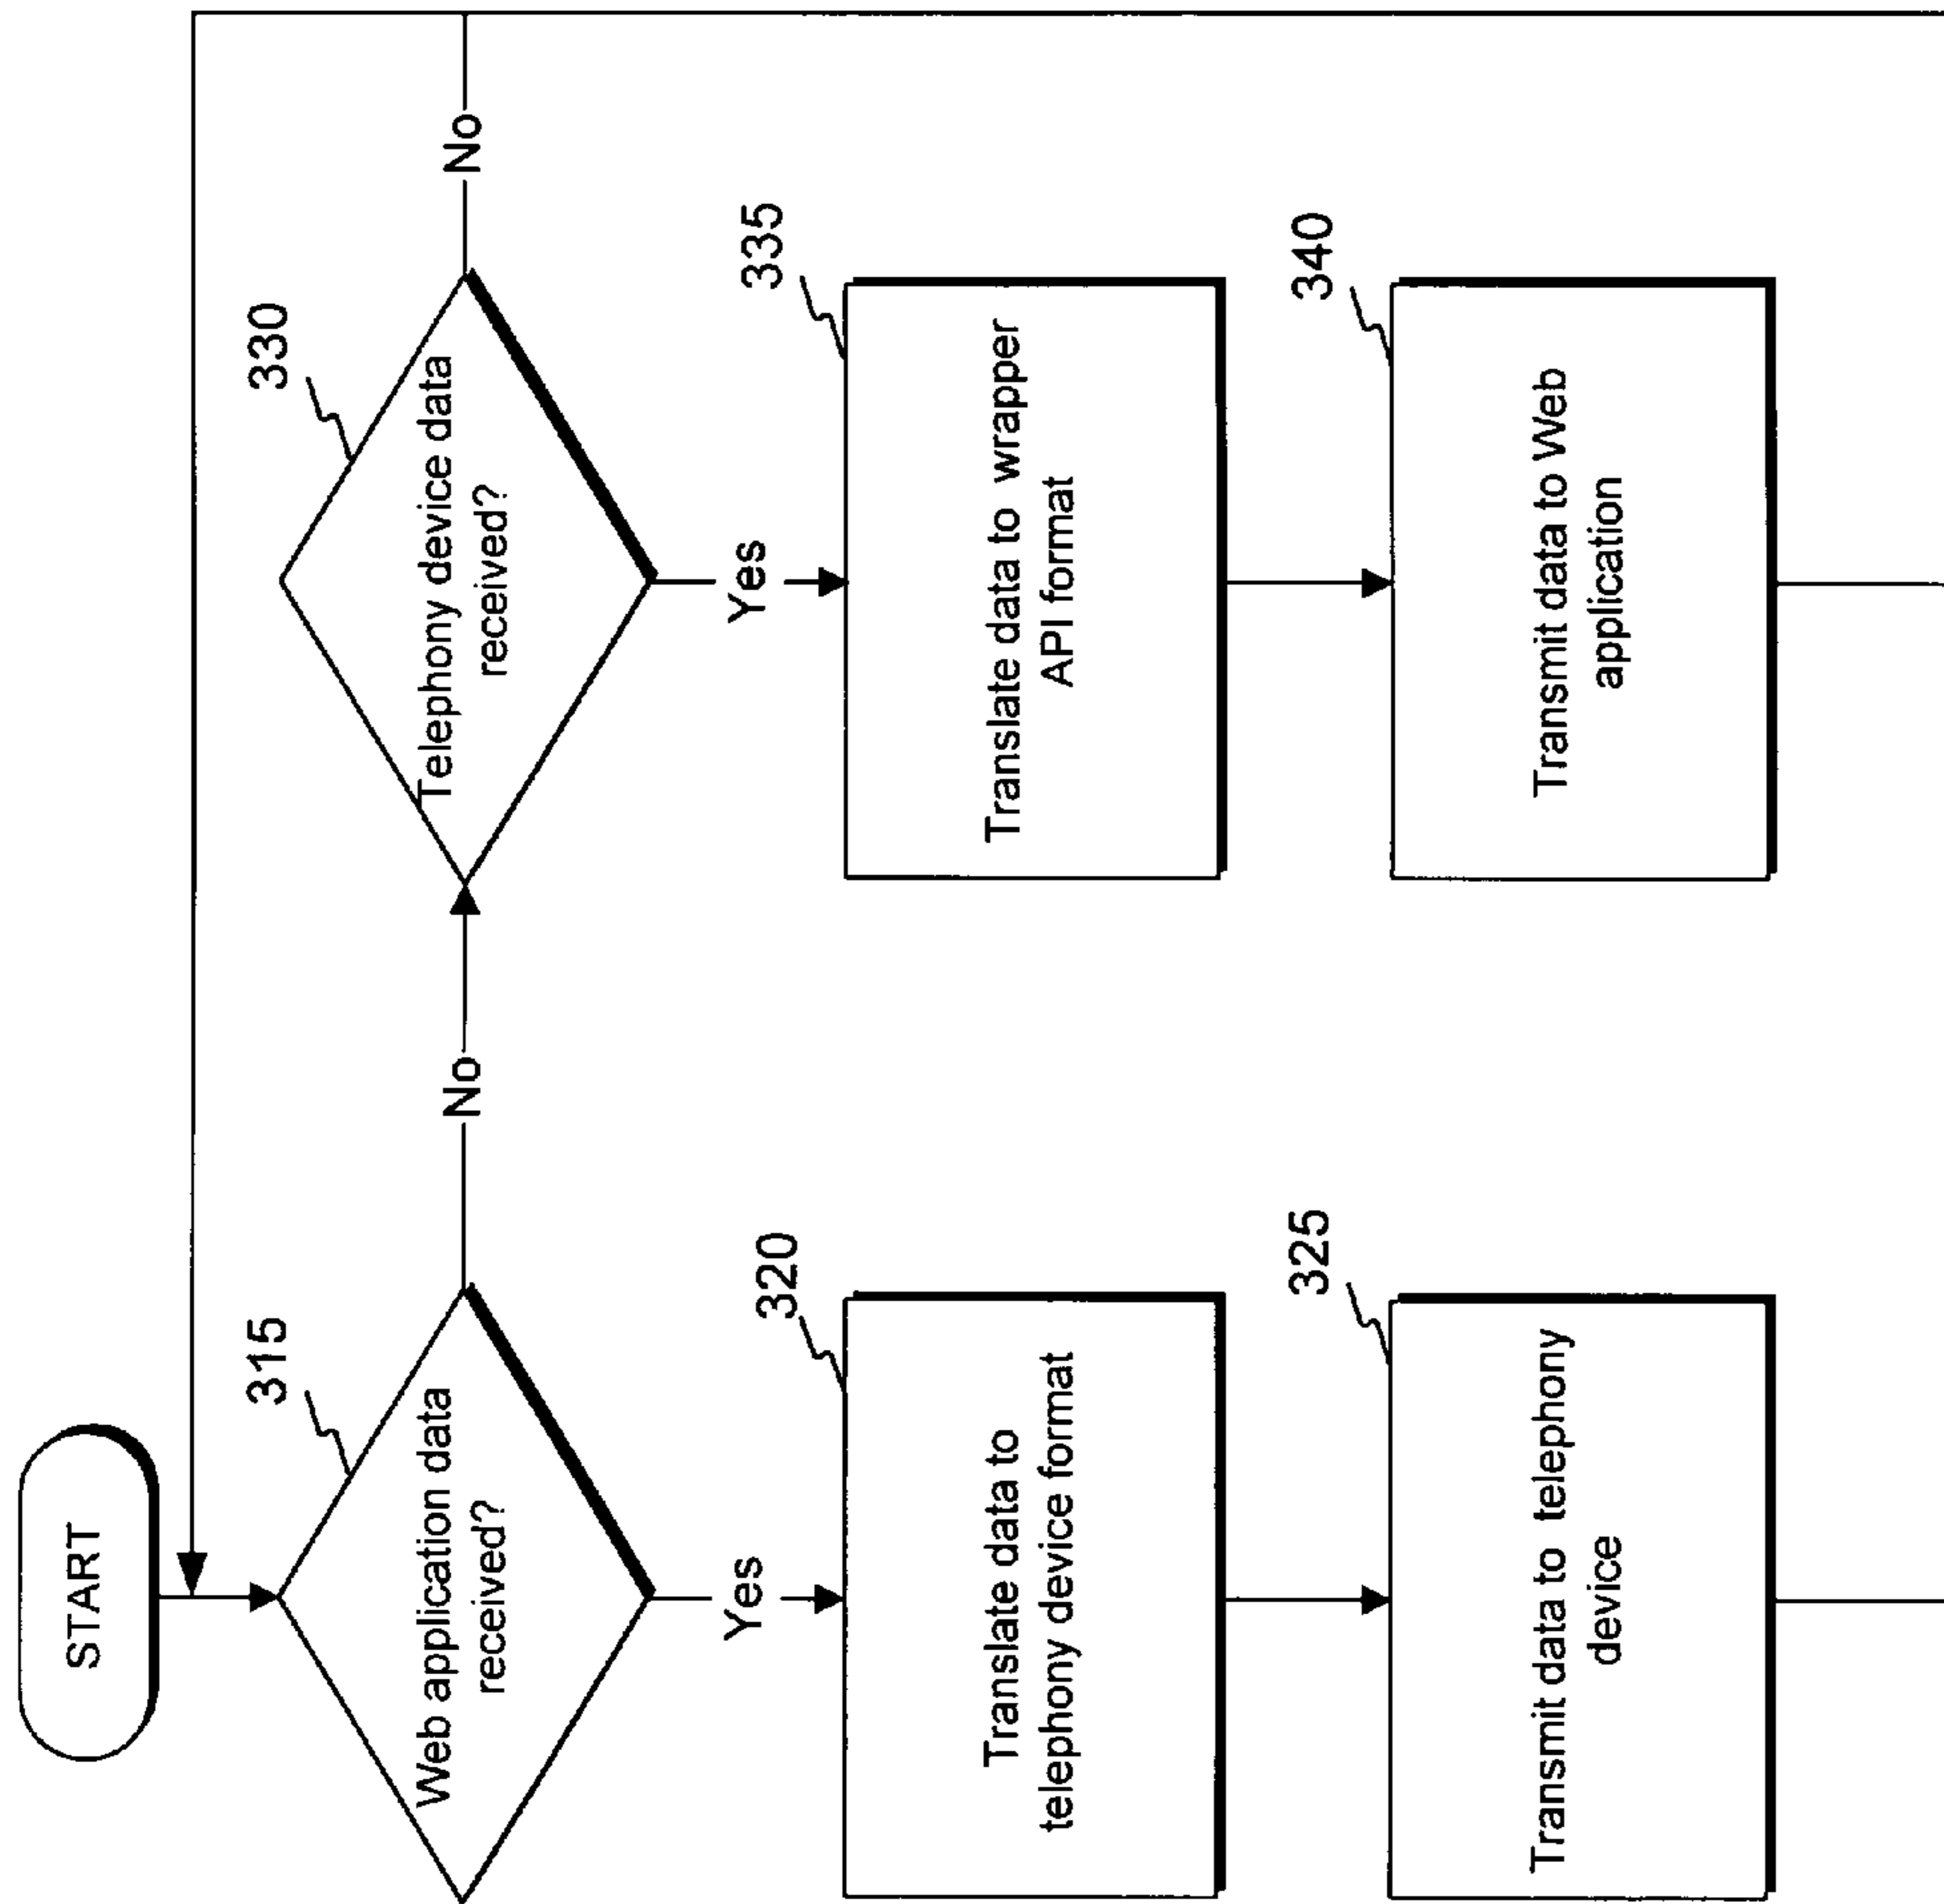 START
315
Web application data
received?
No
330
Telephony device data
received?
No
Yes
320
Translate data to
telephony device format
Yes
335
Translate data to wrapper
API format
325
Transmit data to telephony
device
340
Transmit data to Web
application